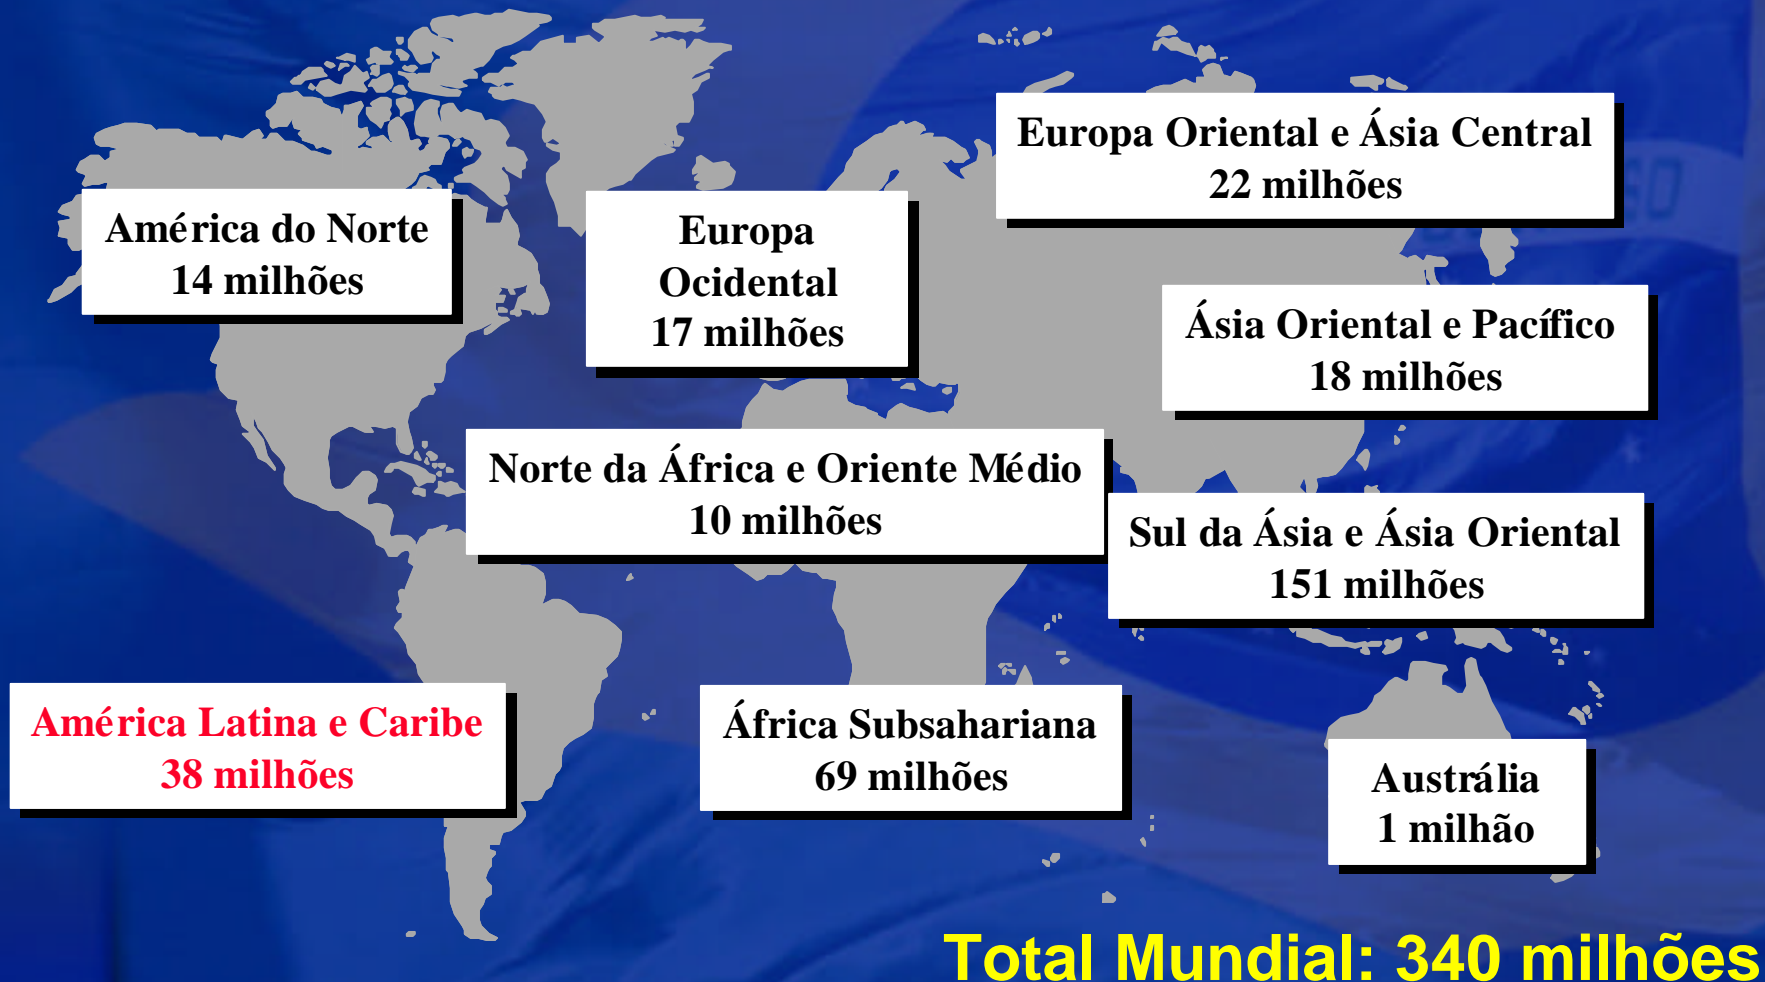 Europa Oriental e Ásia Central
22 milhões
América do Norte
14 milhões
Europa
Ocidental
17 milhões
Ásia Oriental e Pacífico
18 milhões
Norte da África e Oriente Médio
10 milhões
Sul da Ásia e Ásia Oriental
151 milhões
América Latina e Caribe
38 milhões
África Subsahariana
69 milhões
Austrália
1 milhão
Total Mundial: 340 milhões